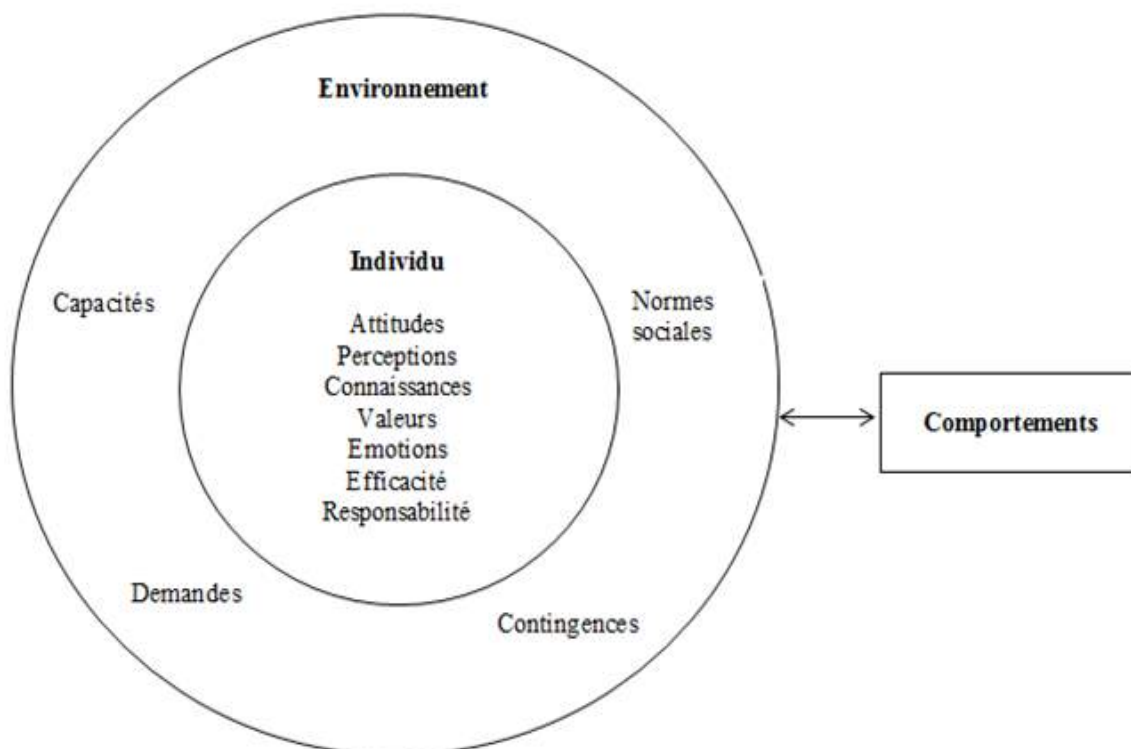 Environnement
Individu
Capacités
Normes
sociales
Attitudes
Perceptions
Connaissances
Valeurs
Emotions
Efficacité
Responsabilité
Comportements
Demandes
Contingences